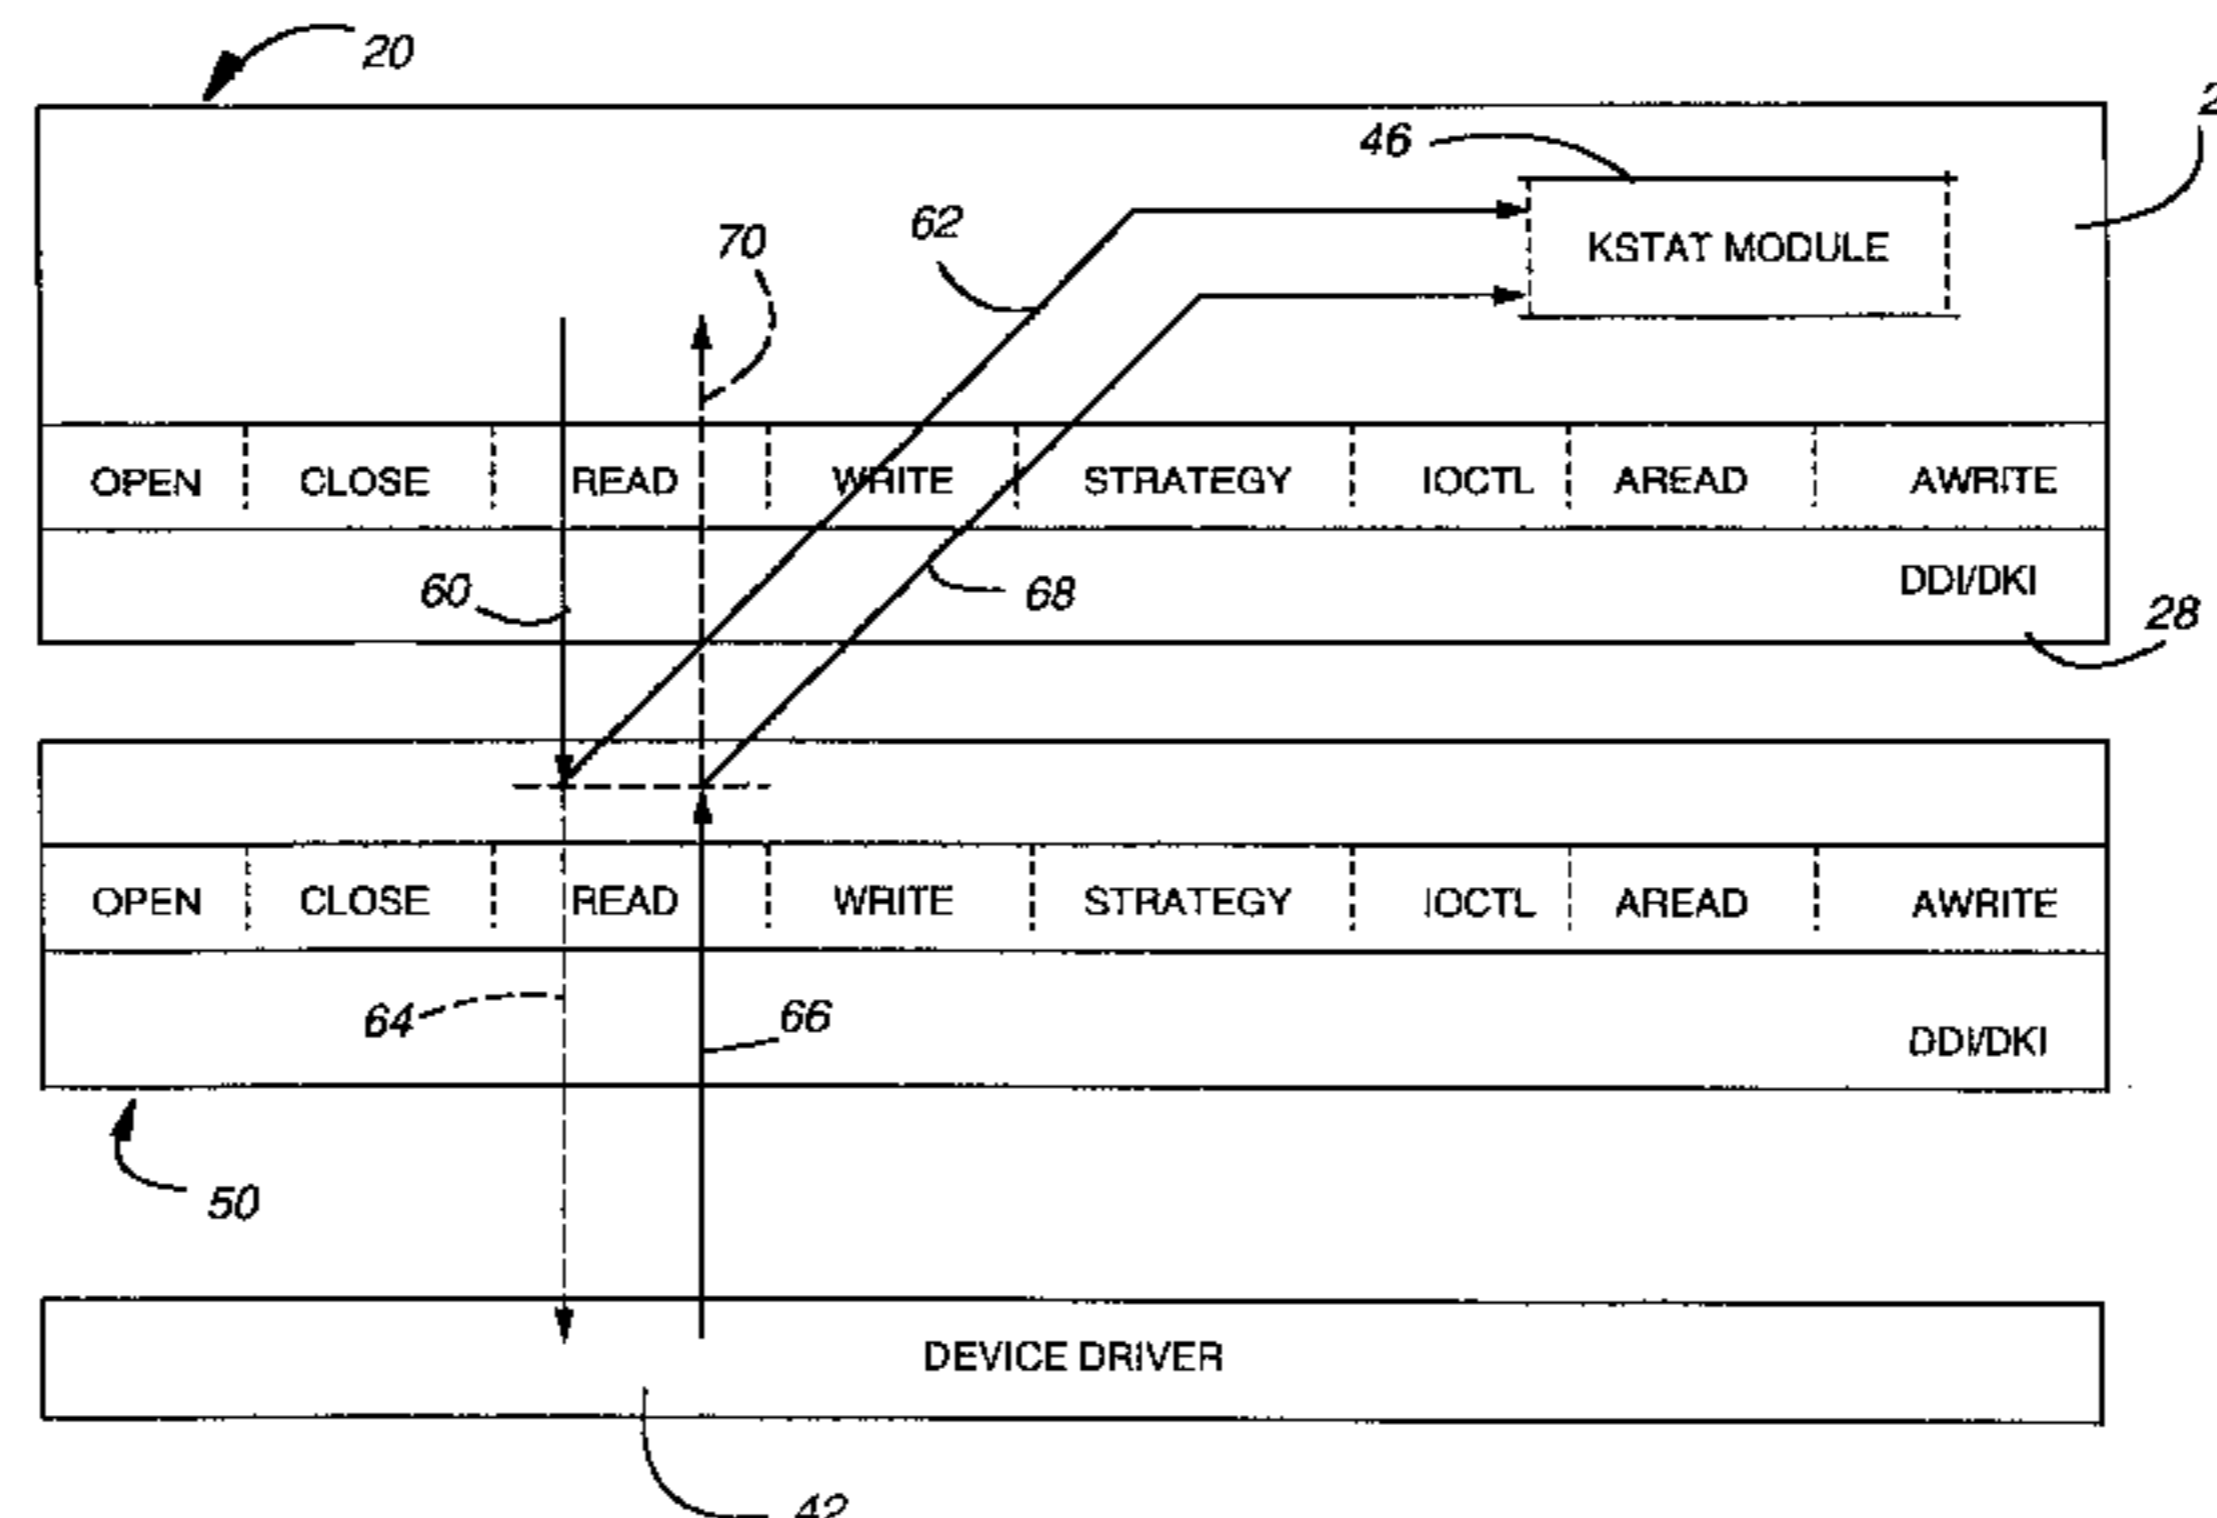 20
46
62
70
KSTAT MODULE
OPEN CLOSE READ WRITE STRATEGY IOCTL AREAD AWRITE
60
68
DDI/DKI
28
OPEN CLOSE READ WRITE STRATEGY IOCTL AREAD AWRITE
64
66
DDI/DKI
50
DEVICE DRIVER
42